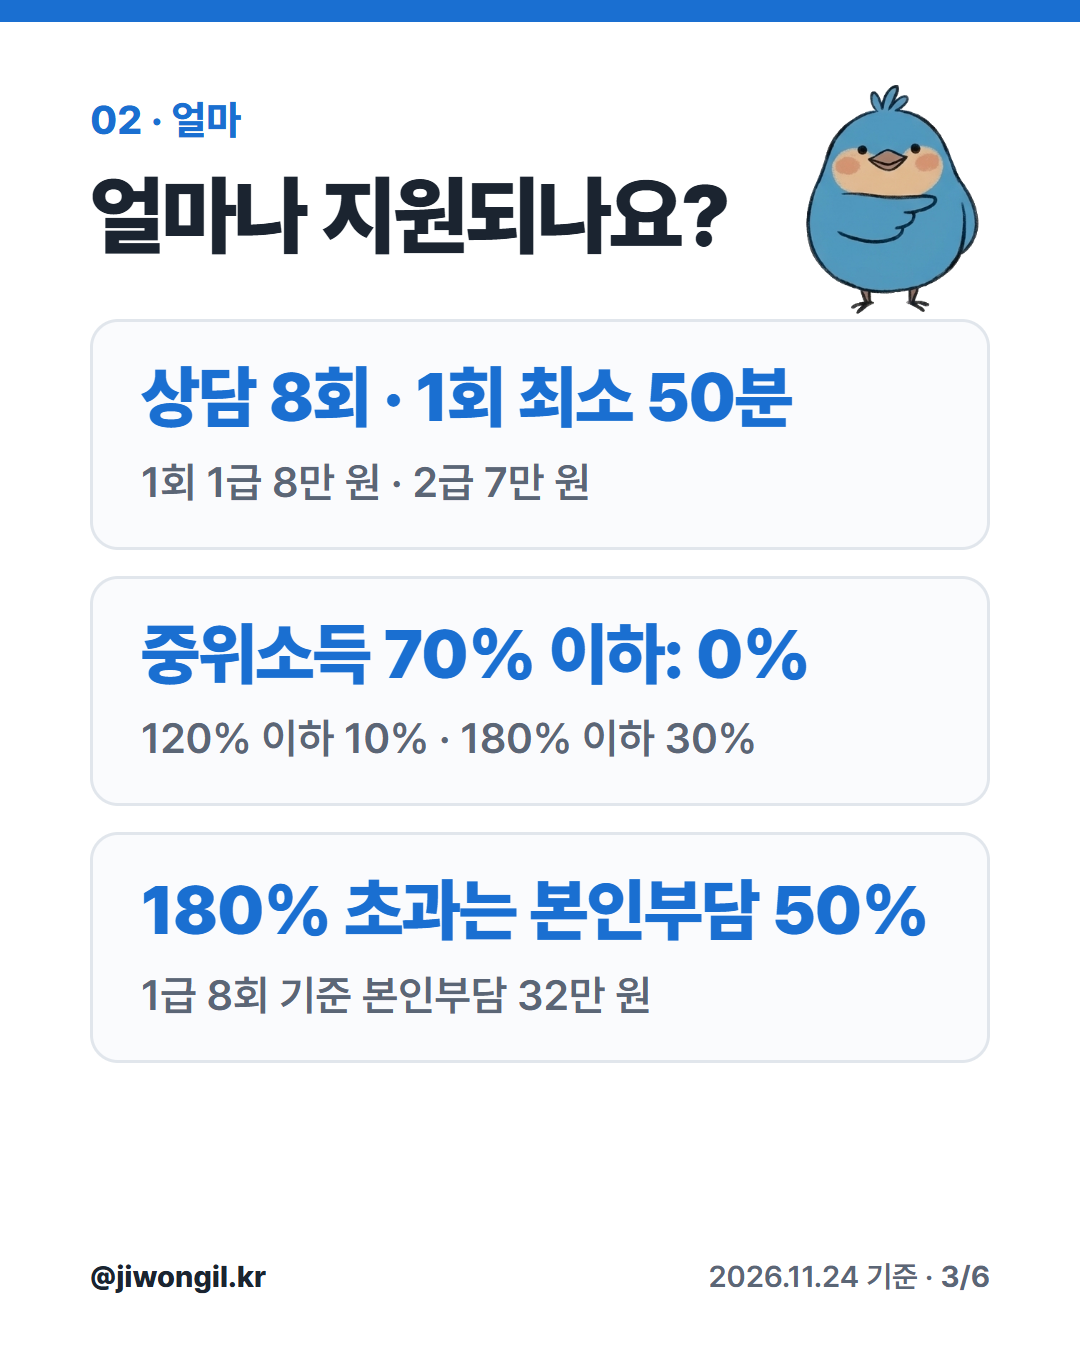 02 · 얼마
얼마나 지원되나요?
상담 8회 · 1회 최소 50분
1회 1급 8만 원 · 2급 7만 원
중위소득 70% 이하: 0%
120% 이하 10% · 180% 이하 30%
180% 초과는 본인부담 50%
1급 8회 기준 본인부담 32만 원
@jiwongil.kr
2026.11.24 기준 · 3/6